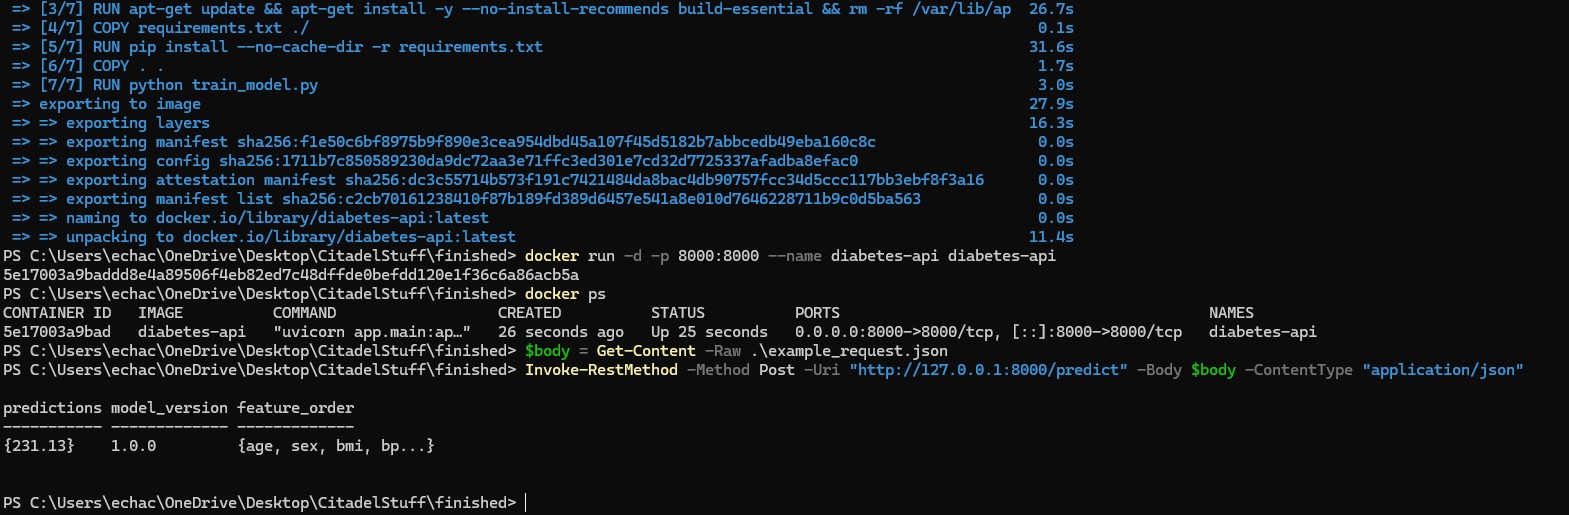 => [3/7] RUN apt-get update && apt-get install -y --no-install-recommends build-essential && rm -rf /var/lib/ap 26.7s
=> [4/7] COPY requirements.txt ./ 0.1s
=> [5/7] RUN pip install --no-cache-dir -r requirements.txt 31.6s
=> [6/7] COPY . . 1.7s
=> [7/7] RUN python train_model.py 3.0s
=> exporting to image 27.9s
=> => exporting layers 16.3s
=> => exporting manifest sha256:f1e50c6bf8975b9f890e3cea954dbd45a107f45d5182b7abbcedb49eba160c8c 0.0s
=> => exporting config sha256:1711b7c850589230da9dc72aa3e71ffc3ed301e7cd32d7725337afadba8efac0 0.0s
=> => exporting attestation manifest sha256:dc3c55714b573f191c7421484da8bac4db90757fcc34d5ccc117bb3ebf8f3a16 0.0s
=> => exporting manifest list sha256:c2cb70161238410f87b189fd389d6457e541a8e010d7646228711b9c0d5ba563 0.0s
=> => naming to docker.io/library/diabetes-api:latest 0.0s
=> => unpacking to docker.io/library/diabetes-api:latest 11.4s
PS C:\Users\echac\OneDrive\Desktop\CitadelStuff\finished> docker run -d -p 8000:8000 --name diabetes-api diabetes-api
5e17003a9baddd8e4a89506f4eb82ed7c48dffde0befdd120e1f36c6a86acb5a
PS C:\Users\echac\OneDrive\Desktop\CitadelStuff\finished> docker ps
CONTAINER ID IMAGE COMMAND CREATED STATUS PORTS NAMES
5e17003a9bad diabetes-api "uvicorn app.main:ap…" 26 seconds ago Up 25 seconds 0.0.0.0:8000->8000/tcp, [::]:8000->8000/tcp diabetes-api
PS C:\Users\echac\OneDrive\Desktop\CitadelStuff\finished> $body = Get-Content -Raw .\example_request.json
PS C:\Users\echac\OneDrive\Desktop\CitadelStuff\finished> Invoke-RestMethod -Method Post -Uri "http://127.0.0.1:8000/predict" -Body $body -ContentType "application/json"
predictions model_version feature_order
----------- ------------- -------------
{231.13} 1.0.0 {age, sex, bmi, bp...}
PS C:\Users\echac\OneDrive\Desktop\CitadelStuff\finished>